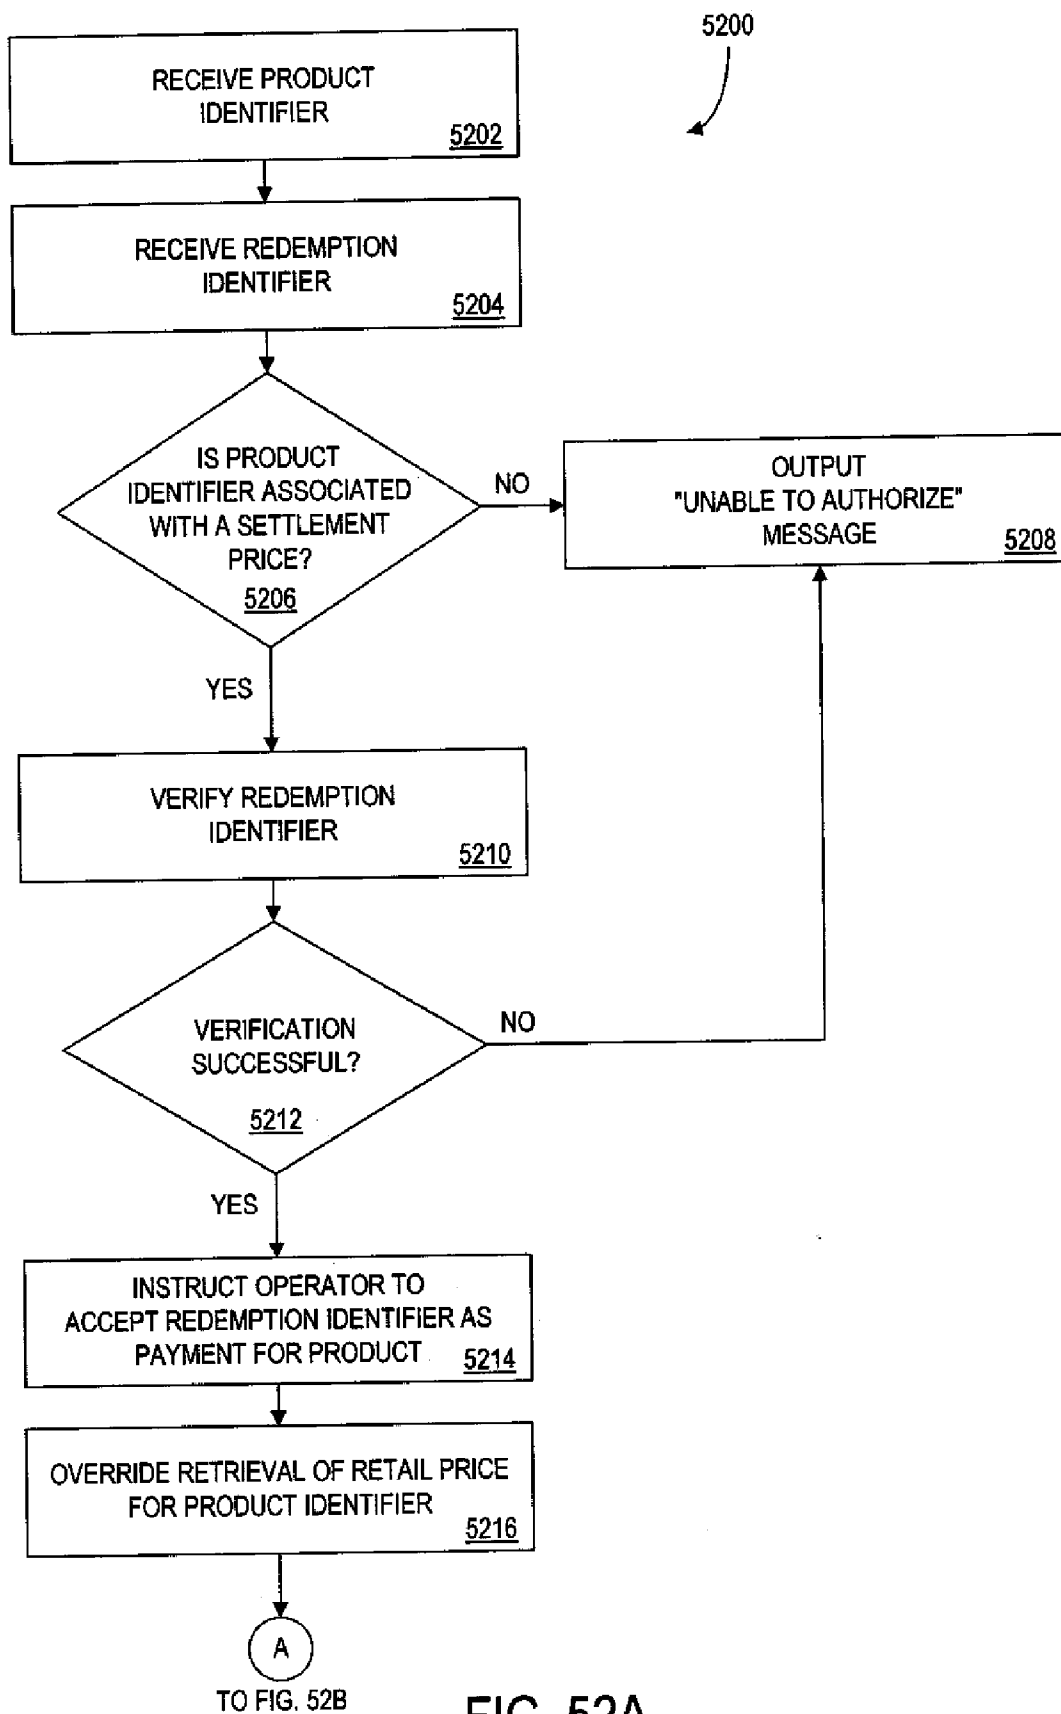 5200
RECEIVE PRODUCT
IDENTIFIER
5202
RECEIVE REDEMPTION
IDENTIFIER
5204
IS PRODUCT
IDENTIFIER ASSOCIATED
WITH A SETTLEMENT
PRICE?
5206
NO
OUTPUT
"UNABLE TO AUTHORIZE"
MESSAGE
5208
YES
VERIFY REDEMPTION
IDENTIFIER
5210
VERIFICATION
SUCCESSFUL?
5212
NO
YES
INSTRUCT OPERATOR TO
ACCEPT REDEMPTION IDENTIFIER AS
PAYMENT FOR PRODUCT
5214
OVERRIDE RETRIEVAL OF RETAIL PRICE
FOR PRODUCT IDENTIFIER
5216
A
TO FIG. 52B
FIG. 52A